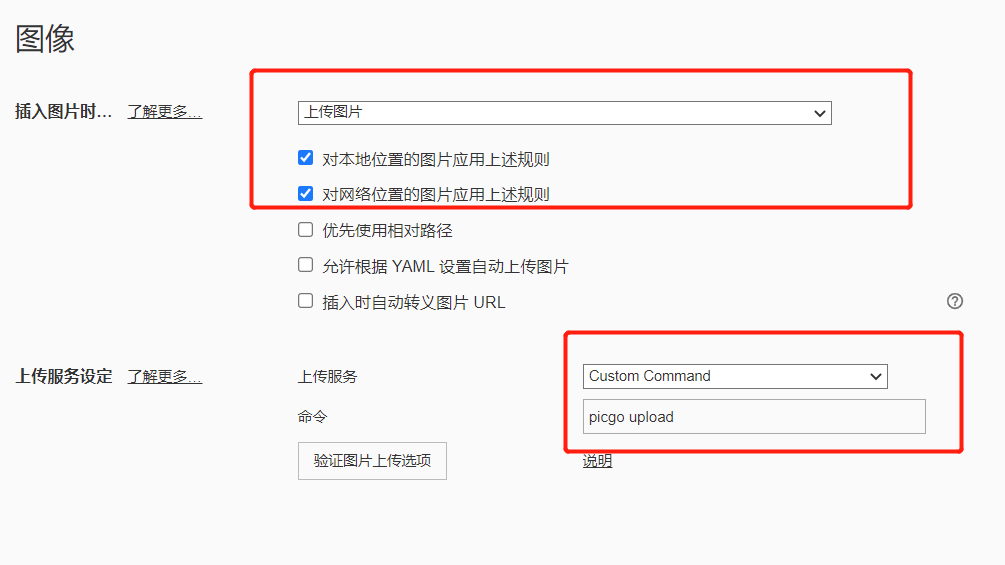 图像
插入图片时... 了解更多... 上传图片
对本地位置的图片应用上述规则
对网络位置的图片应用上述规则
优先使用相对路径
允许根据 YAML 设置自动上传图片
插入时自动转义图片 URL
上传服务设定 了解更多... 上传服务 Custom Command
命令 picgo upload
验证图片上传选项 说明